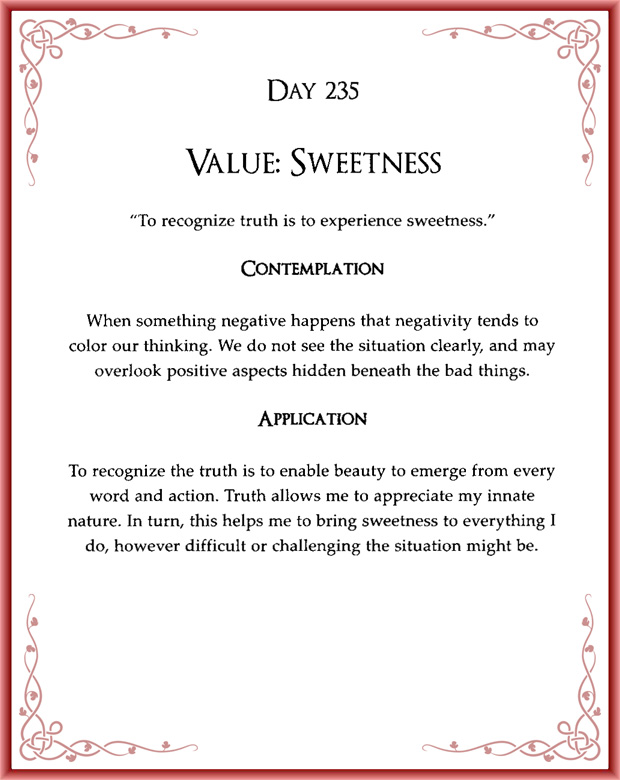 Day 235
Value: Sweetness
“To recognize truth is to experience sweetness.”
Contemplation
When something negative happens that negativity tends to
color our thinking. We do not see the situation clearly, and may
overlook positive aspects hidden beneath the bad things.
Application
To recognize the truth is to enable beauty to emerge from every
word and action. Truth allows me to appreciate my innate
nature. In turn, this helps me to bring sweetness to everything I
do, however difficult or challenging the situation might be.